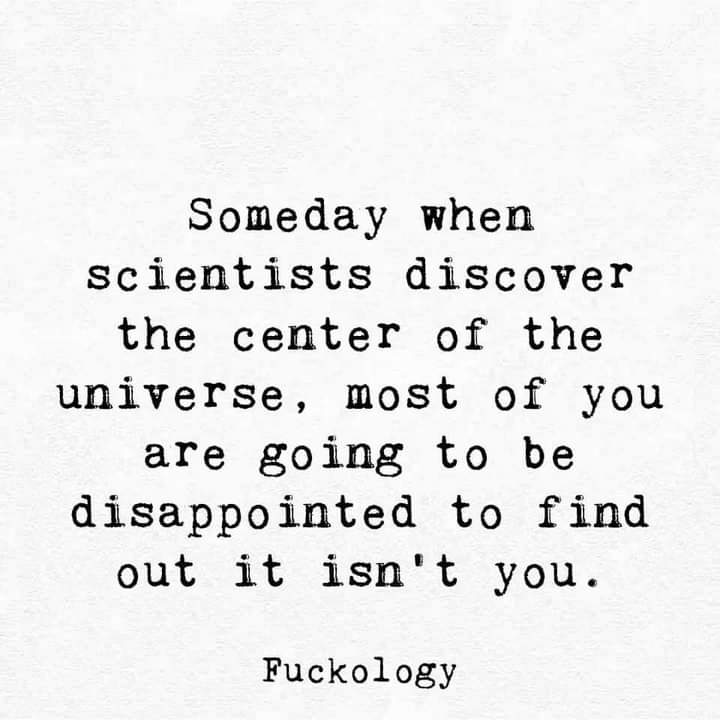 Someday when
scientists discover
the center of the
universe, most of you
are going to be
disappointed to find
out it isn't you.
Fuckology